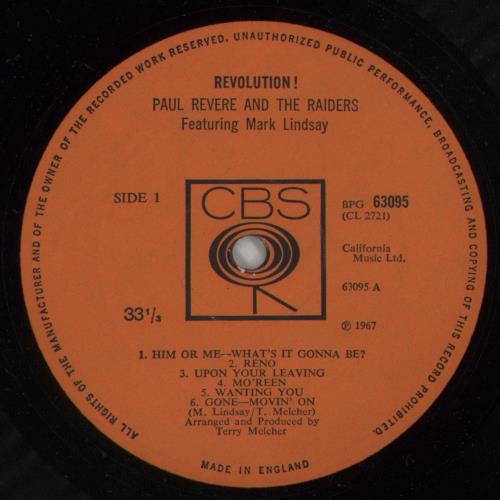 ALL RIGHTS OF THE MANUFACTURER AND OF THE OWNER OF THE RECORDED WORK RESERVED. UNAUTHORIZED PUBLIC PERFORMANCE, BROADCASTING AND COPYING OF THIS RECORD PROHIBITED.
REVOLUTION!
PAUL REVERE AND THE RAIDERS
Featuring Mark Lindsay
SIDE 1
CBS
BPG 63095
(CL 2721)
California
Music Ltd.
63095 A
33 1/3
℗ 1967
1. HIM OR ME--WHAT'S IT GONNA BE?
2. RENO
3. UPON YOUR LEAVING
4. MO'REEN
5. WANTING YOU
6. GONE—MOVIN' ON
(M. Lindsay/T. Melcher)
Arranged and Produced by
Terry Melcher
MADE IN ENGLAND